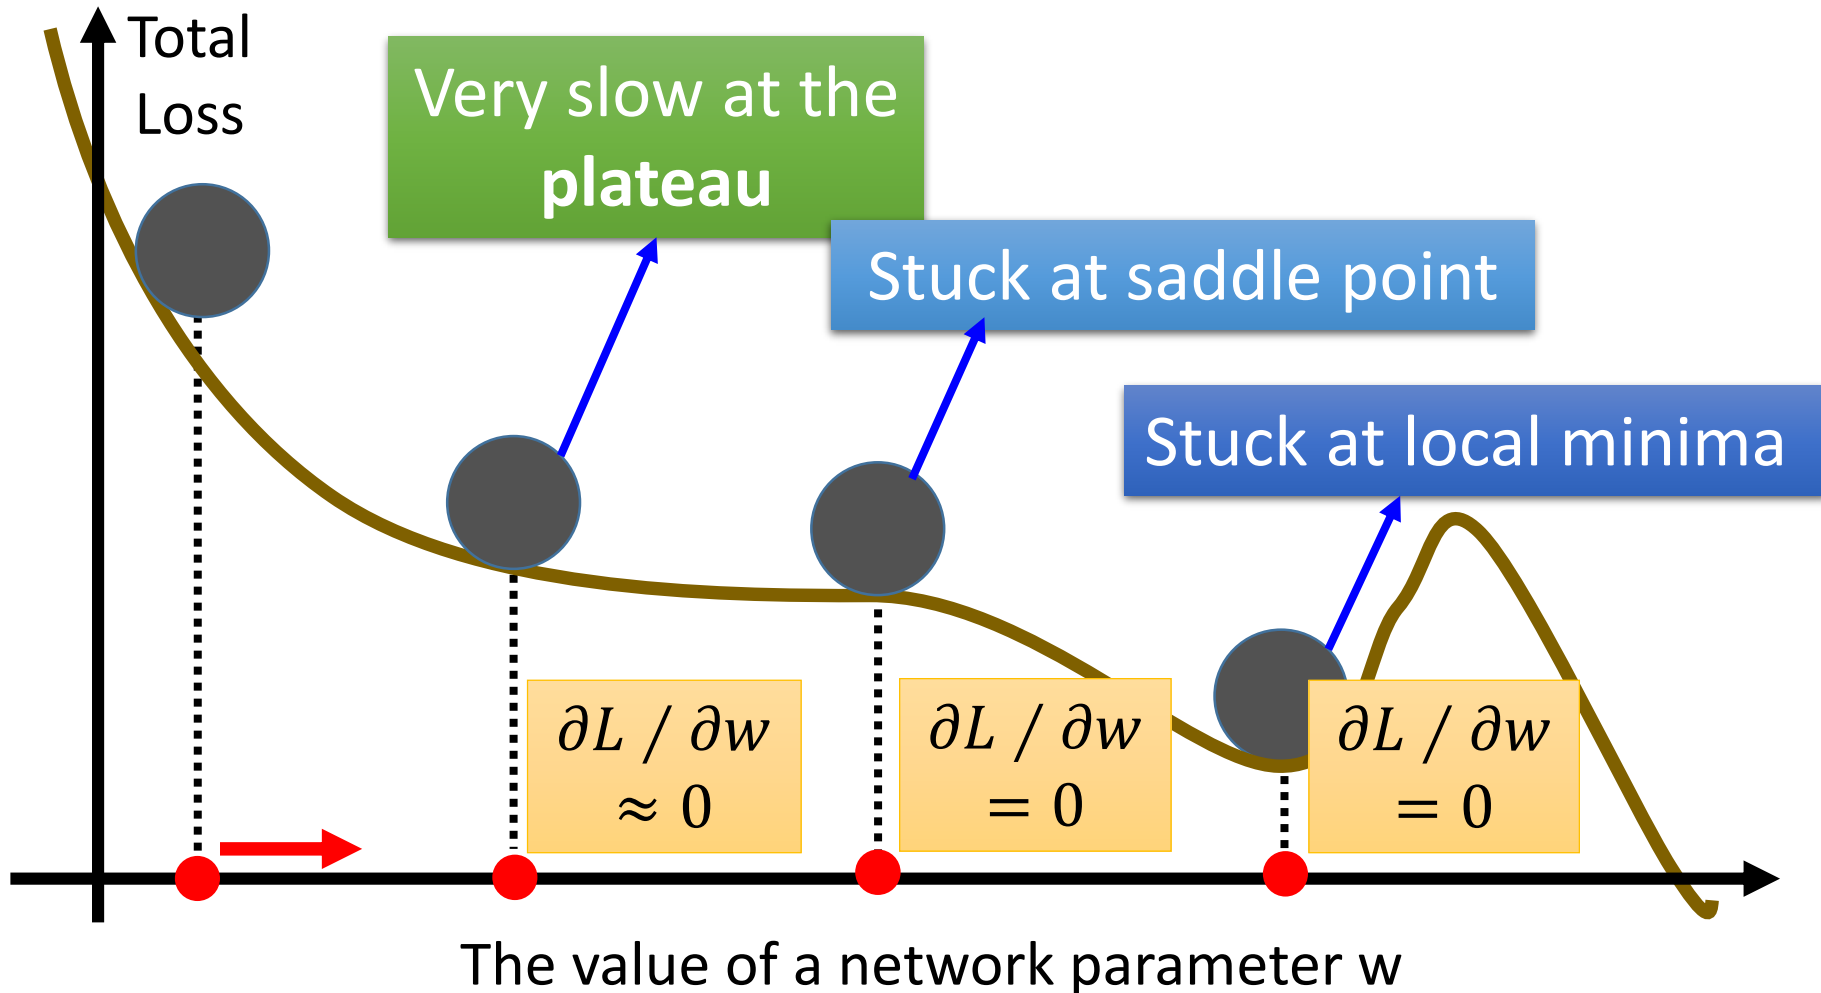 Total
Loss
Very slow at the
plateau
Stuck at saddle point
Stuck at local minima
∂L / ∂w
≈ 0
∂L / ∂w
= 0
∂L / ∂w
= 0
The value of a network parameter w